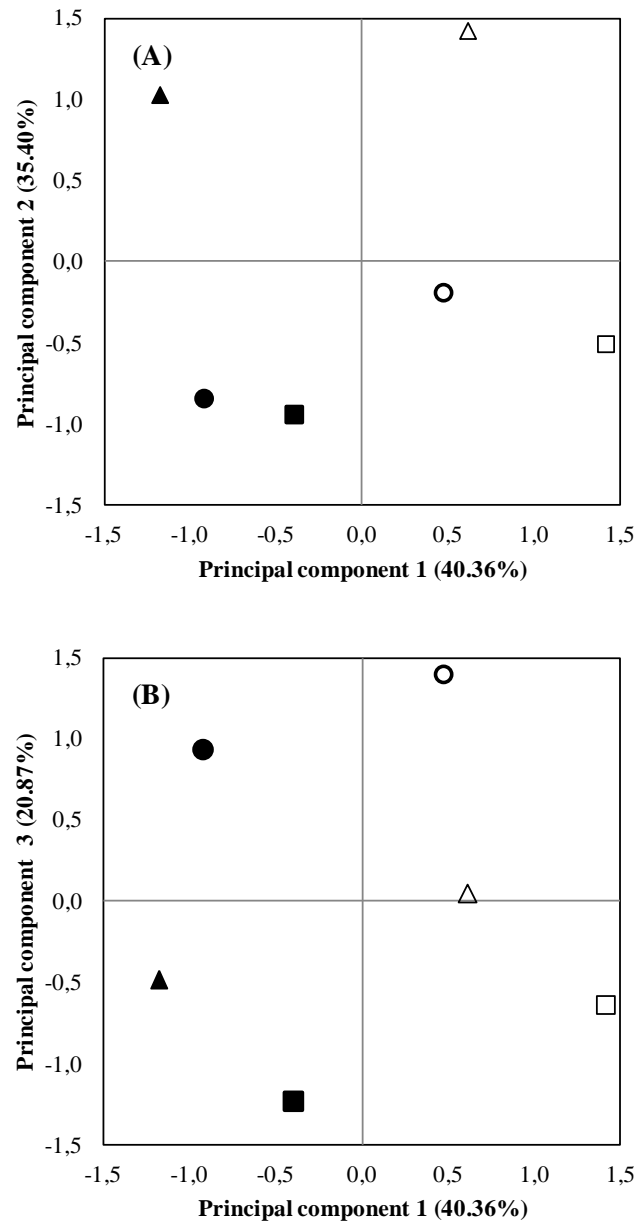 (A)
Principal component 2 (35.40%)
1,5
1,0
0,5
0,0
-0,5
-1,0
-1,5
-1,5 -1,0 -0,5 0,0 0,5 1,0 1,5
Principal component 1 (40.36%)
(B)
Principal component 3 (20.87%)
1,5
1,0
0,5
0,0
-0,5
-1,0
-1,5
-1,5 -1,0 -0,5 0,0 0,5 1,0 1,5
Principal component 1 (40.36%)